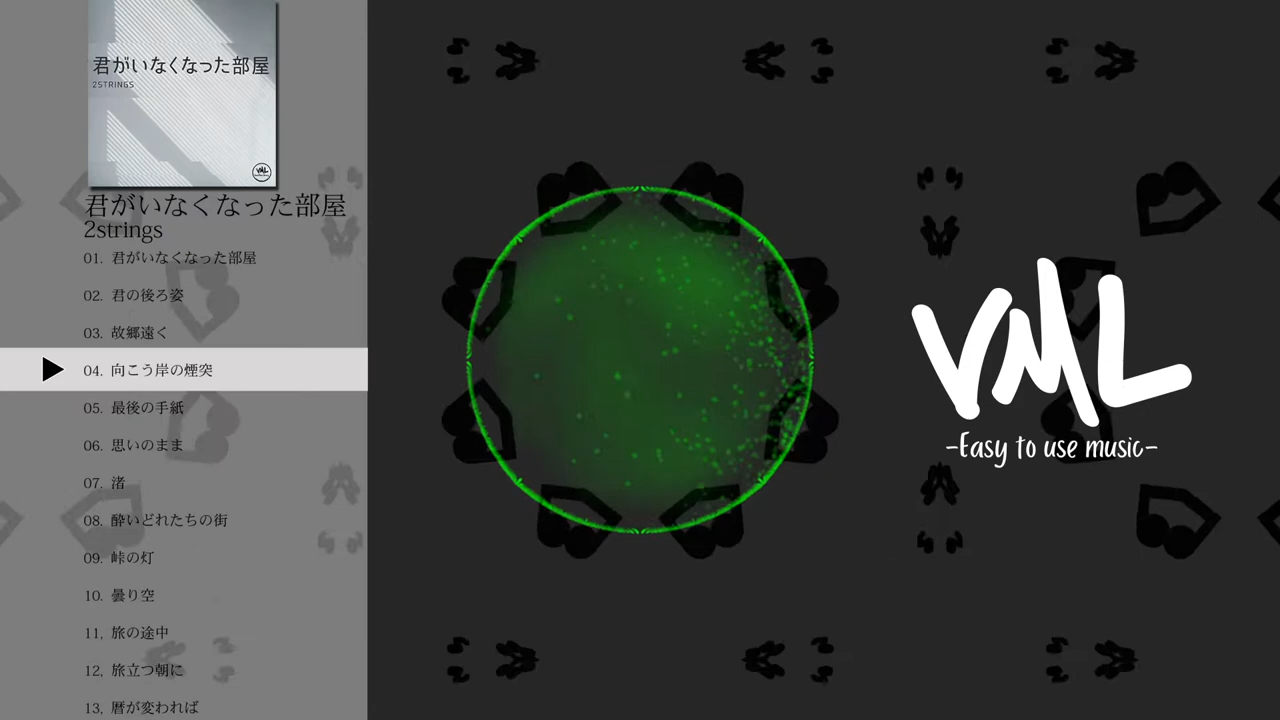 君がいなくなった部屋
2STRINGS
VML
君がいなくなった部屋
2strings
01. 君がいなくなった部屋
02. 君の後ろ姿
03. 故郷遠く
04. 向こう岸の煙突
05. 最後の手紙
06. 思いのまま
07. 渚
08. 酔いどれたちの街
09. 峠の灯
10. 曇り空
11, 旅の途中
12, 旅立つ朝に
13, 暦が変われば
VML
-Easy to use music-